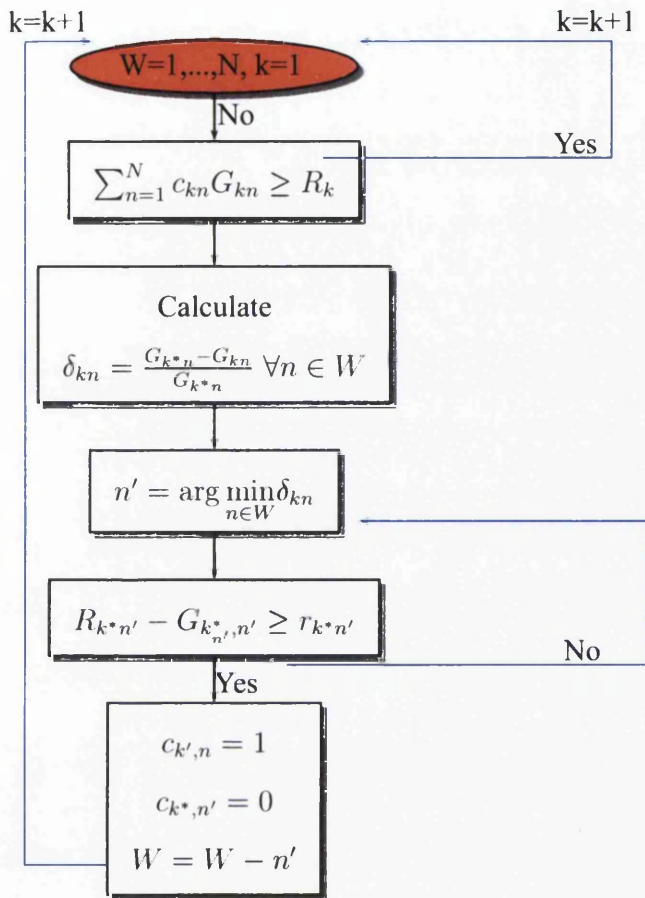 k=k+1 k=k+1
W=1,...,N, k=1
No
Yes
$\sum_{n=1}^{N} c_{kn} G_{kn} \geq R_k$
Calculate
$\delta_{kn} = \frac{G_{k^*n} - G_{kn}}{G_{k^*n}} \ \forall n \in W$
$n' = \arg \min_{n \in W} \delta_{kn}$
$R_{k^*n'} - G_{k^*_{n'},n'} \geq r_{k^*n'}$
No
Yes
$c_{k',n} = 1$
$c_{k^*,n'} = 0$
$W = W - n'$